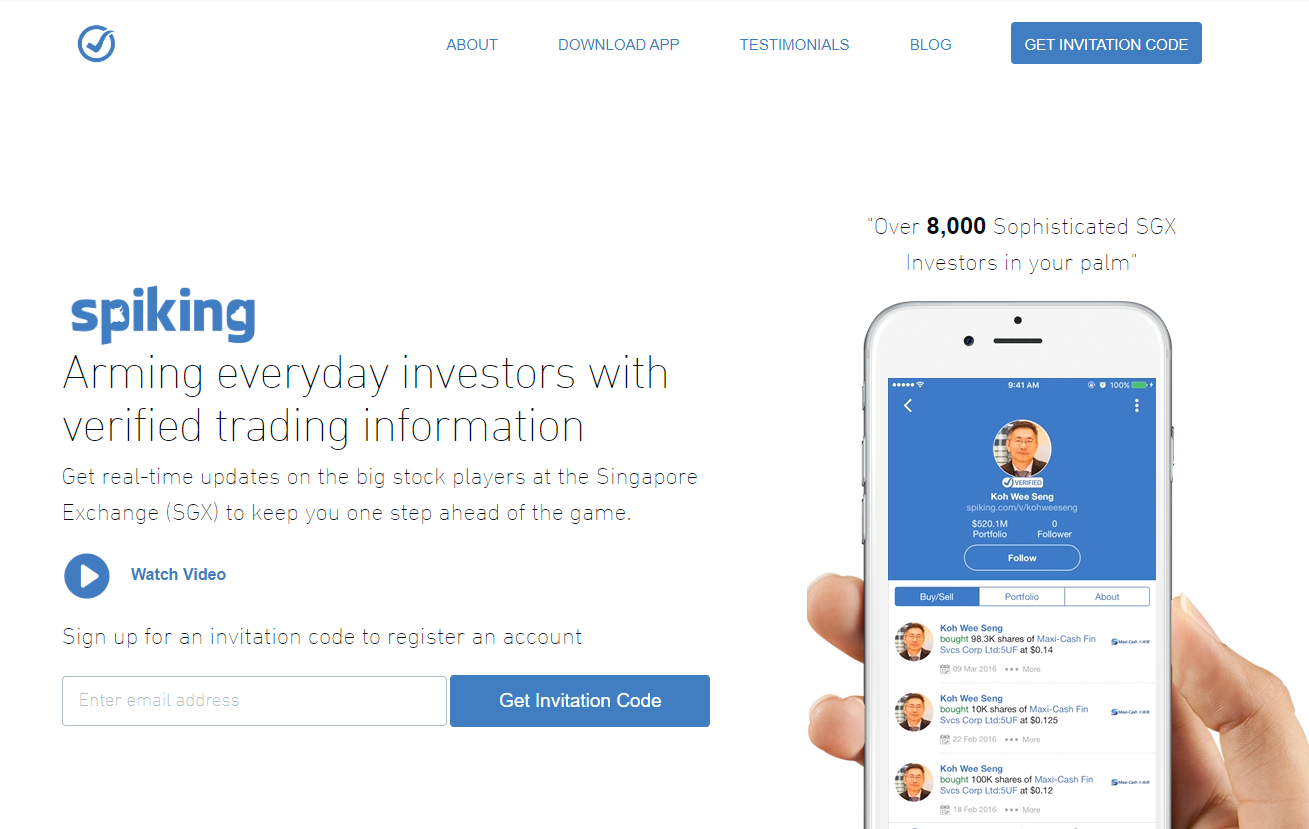 ABOUT
DOWNLOAD APP
TESTIMONIALS
BLOG
GET INVITATION CODE
spiking
Arming everyday investors with
verified trading information
Get real-time updates on the big stock players at the Singapore
Exchange (SGX) to keep you one step ahead of the game.
Watch Video
Sign up for an invitation code to register an account
Enter email address
Get Invitation Code
"Over 8,000 Sophisticated SGX
Investors in your palm"
9:41 AM
100%
VERIFIED
Koh Wee Seng
spiking.com/v/kohweeseng
$520.1M
Portfolio
0
Follower
Follow
Buy/Sell
Portfolio
About
Koh Wee Seng
bought 98.3K shares of Maxi-Cash Fin
Svcs Corp Ltd:5UF at $0.14
Maxi-Cash
09 Mar 2016
More
Koh Wee Seng
bought 10K shares of Maxi-Cash Fin
Svcs Corp Ltd:5UF at $0.125
Maxi-Cash
22 Feb 2016
More
Koh Wee Seng
bought 100K shares of Maxi-Cash Fin
Svcs Corp Ltd:5UF at $0.12
Maxi-Cash
18 Feb 2016
More